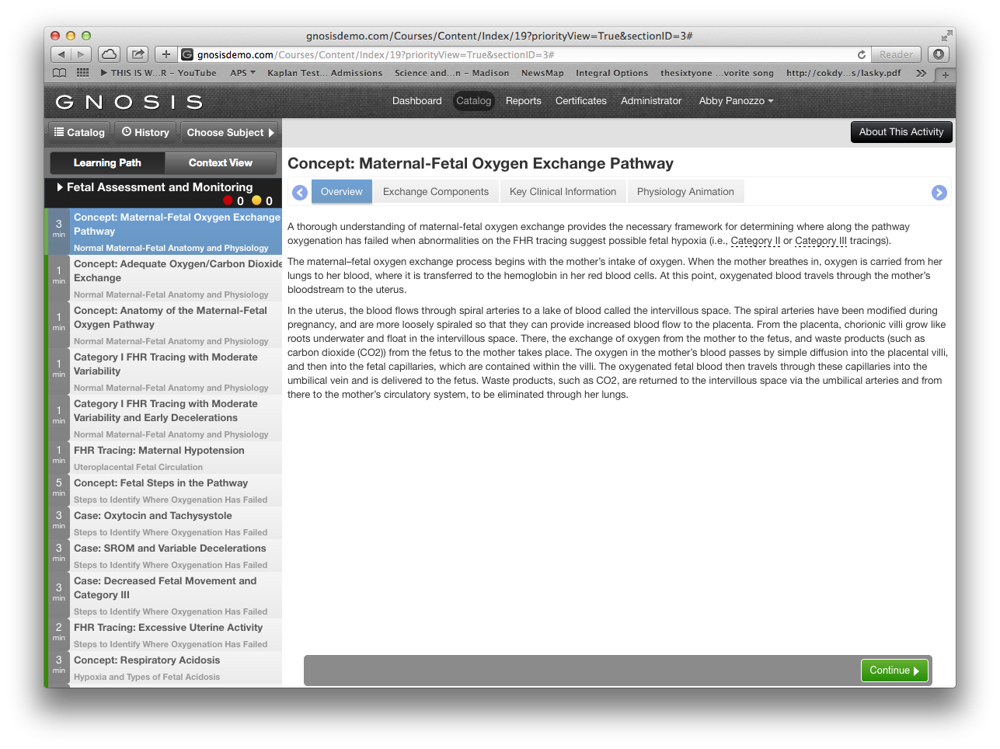 gnosisdemo.com/Courses/Content/Index/19?priorityView=True&sectionID=3#
gnosisdemo.com/Courses/Content/Index/19?priorityView=True&sectionID=3#
Reader
THIS IS W...R – YouTube
APS
Kaplan Test... Admissions
Science and...n – Madison
NewsMap
Integral Options
thesixtyone ...vorite song
http://cokdy...s/lasky.pdf
GNOSIS
Dashboard
Catalog
Reports
Certificates
Administrator
Abby Panozzo
Catalog
History
Choose Subject
About This Activity
Learning Path
Context View
Fetal Assessment and Monitoring
0 0
3 min
Concept: Maternal-Fetal Oxygen Exchange
Pathway
Normal Maternal-Fetal Anatomy and Physiology
1 min
Concept: Adequate Oxygen/Carbon Dioxide
Exchange
Normal Maternal-Fetal Anatomy and Physiology
1 min
Concept: Anatomy of the Maternal-Fetal
Oxygen Pathway
Normal Maternal-Fetal Anatomy and Physiology
1 min
Category I FHR Tracing with Moderate
Variability
Normal Maternal-Fetal Anatomy and Physiology
1 min
Category I FHR Tracing with Moderate
Variability and Early Decelerations
Normal Maternal-Fetal Anatomy and Physiology
1 min
FHR Tracing: Maternal Hypotension
Uteroplacental Fetal Circulation
5 min
Concept: Fetal Steps in the Pathway
Steps to Identify Where Oxygenation Has Failed
3 min
Case: Oxytocin and Tachysystole
Steps to Identify Where Oxygenation Has Failed
3 min
Case: SROM and Variable Decelerations
Steps to Identify Where Oxygenation Has Failed
3 min
Case: Decreased Fetal Movement and
Category III
Steps to Identify Where Oxygenation Has Failed
2 min
FHR Tracing: Excessive Uterine Activity
Steps to Identify Where Oxygenation Has Failed
3 min
Concept: Respiratory Acidosis
Hypoxia and Types of Fetal Acidosis
Concept: Maternal-Fetal Oxygen Exchange Pathway
Overview
Exchange Components
Key Clinical Information
Physiology Animation
A thorough understanding of maternal-fetal oxygen exchange provides the necessary framework for determining where along the pathway
oxygenation has failed when abnormalities on the FHR tracing suggest possible fetal hypoxia (i.e., Category II or Category III tracings).
The maternal–fetal oxygen exchange process begins with the mother's intake of oxygen. When the mother breathes in, oxygen is carried from her
lungs to her blood, where it is transferred to the hemoglobin in her red blood cells. At this point, oxygenated blood travels through the mother's
bloodstream to the uterus.
In the uterus, the blood flows through spiral arteries to a lake of blood called the intervillous space. The spiral arteries have been modified during
pregnancy, and are more loosely spiraled so that they can provide increased blood flow to the placenta. From the placenta, chorionic villi grow like
roots underwater and float in the intervillous space. There, the exchange of oxygen from the mother to the fetus, and waste products (such as
carbon dioxide (CO2)) from the fetus to the mother takes place. The oxygen in the mother's blood passes by simple diffusion into the placental villi,
and then into the fetal capillaries, which are contained within the villi. The oxygenated fetal blood then travels through these capillaries into the
umbilical vein and is delivered to the fetus. Waste products, such as CO2, are returned to the intervillous space via the umbilical arteries and from
there to the mother's circulatory system, to be eliminated through her lungs.
Continue